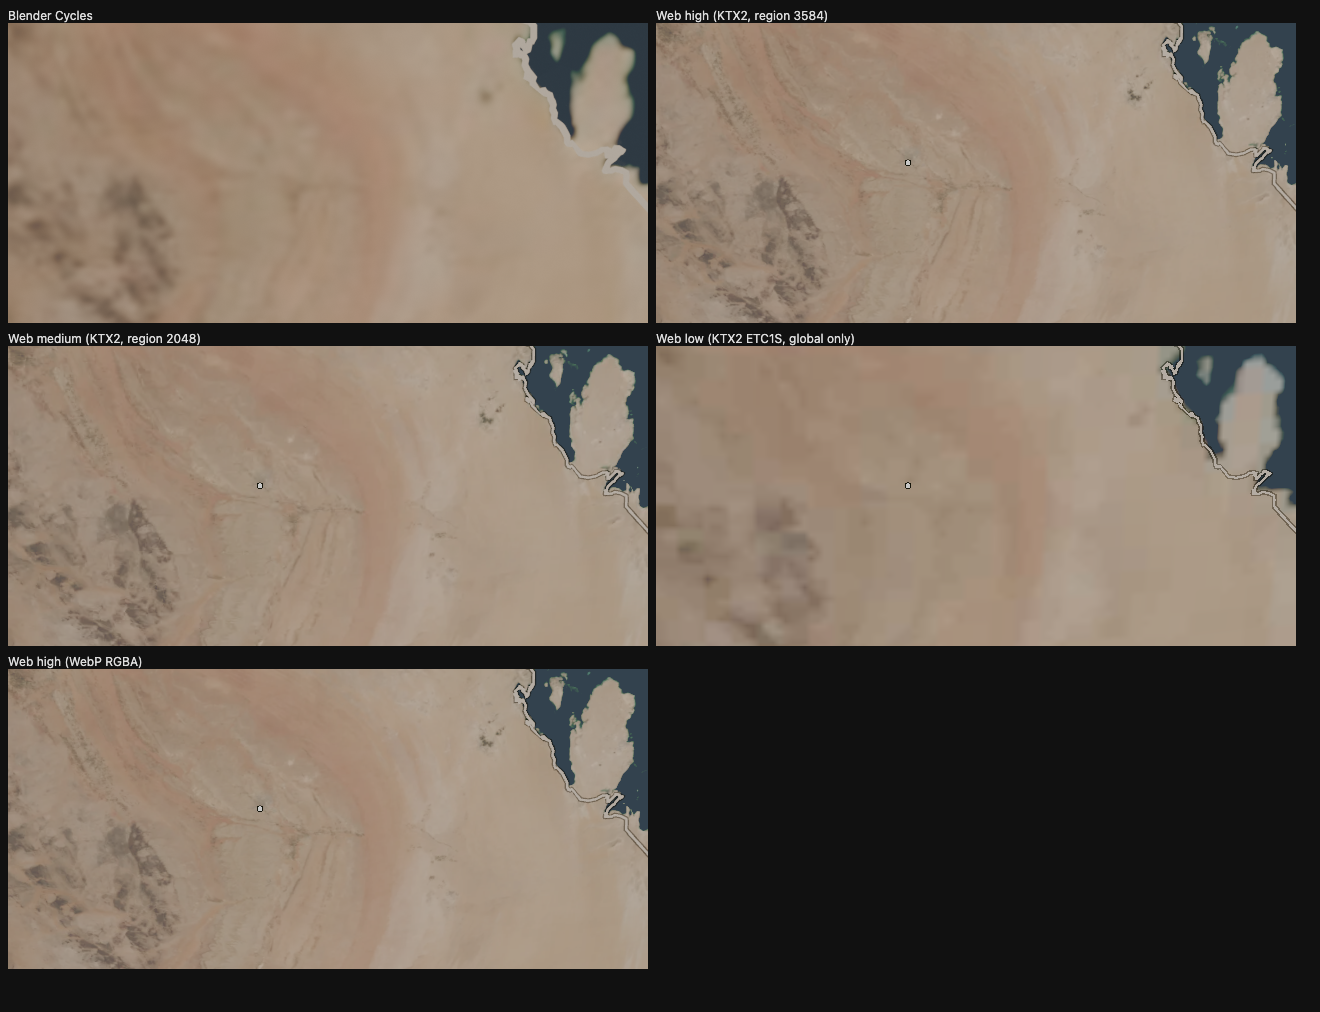 Blender Cycles
Web high (KTX2, region 3584)
Web medium (KTX2, region 2048)
Web low (KTX2 ETC1S, global only)
Web high (WebP RGBA)